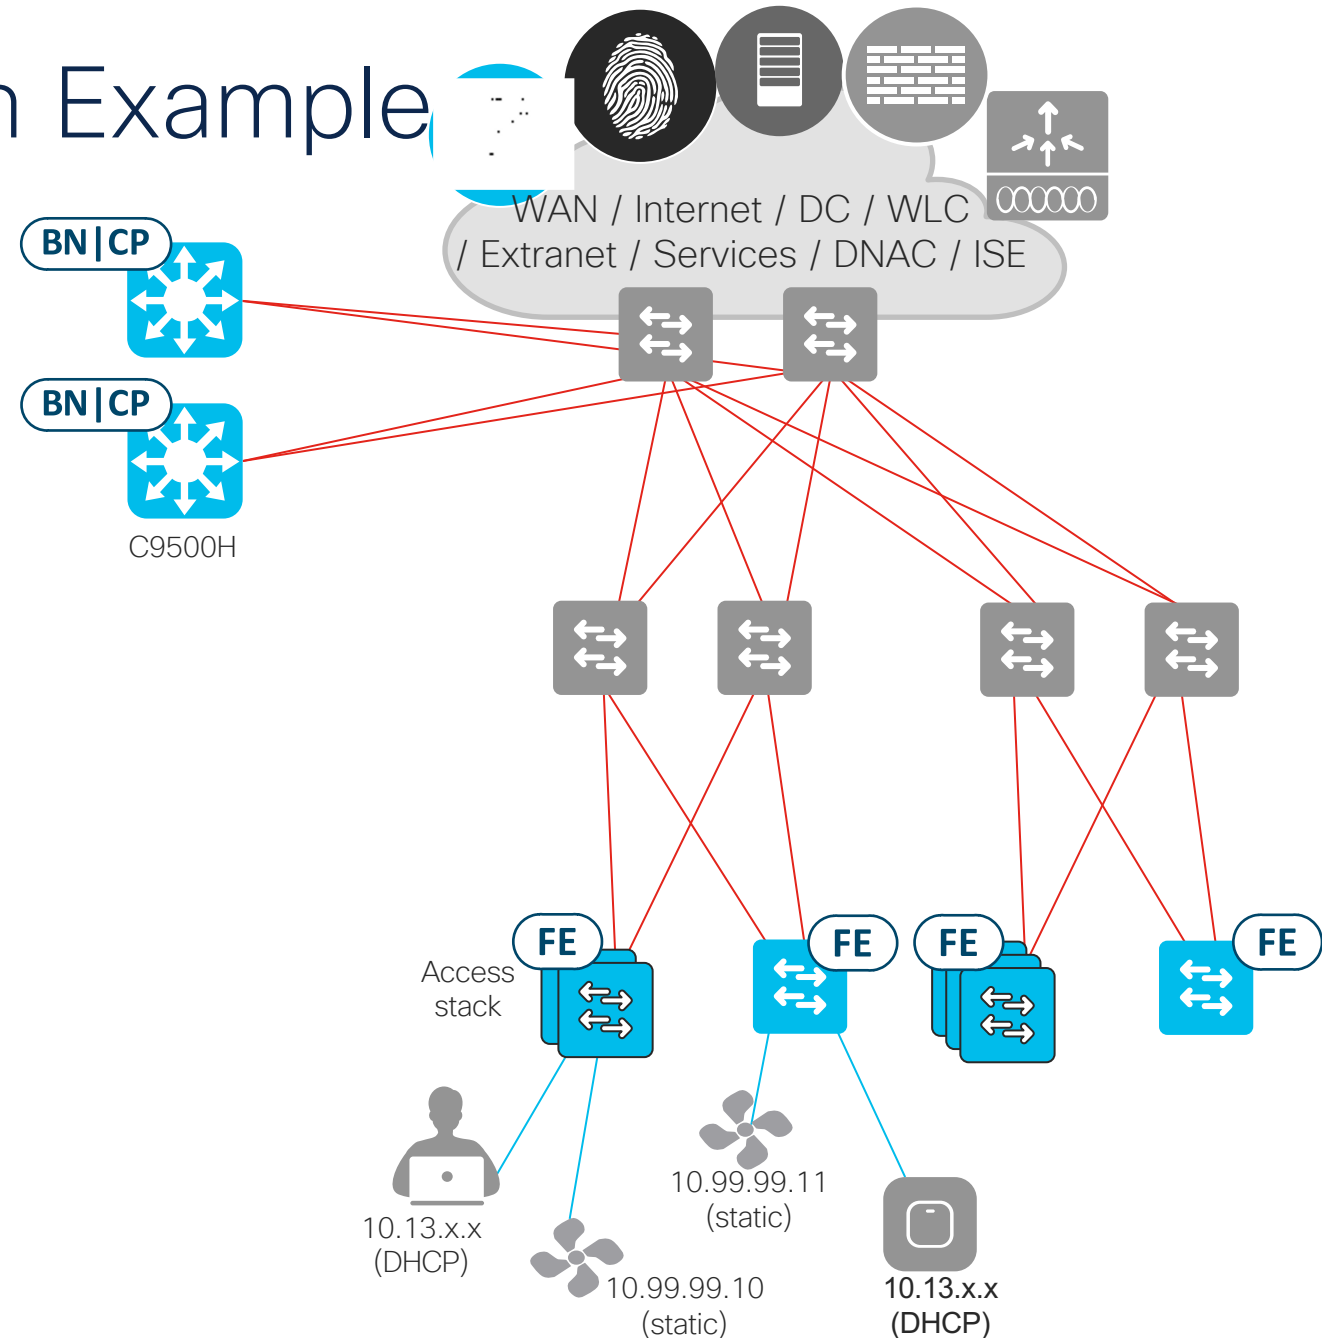 n Example
WAN / Internet / DC / WLC
/ Extranet / Services / DNAC / ISE
BN|CP
BN|CP
C9500H
FE
FE
FE
FE
Access
stack
10.13.x.x
(DHCP)
10.99.99.10
(static)
10.99.99.11
(static)
10.13.x.x
(DHCP)